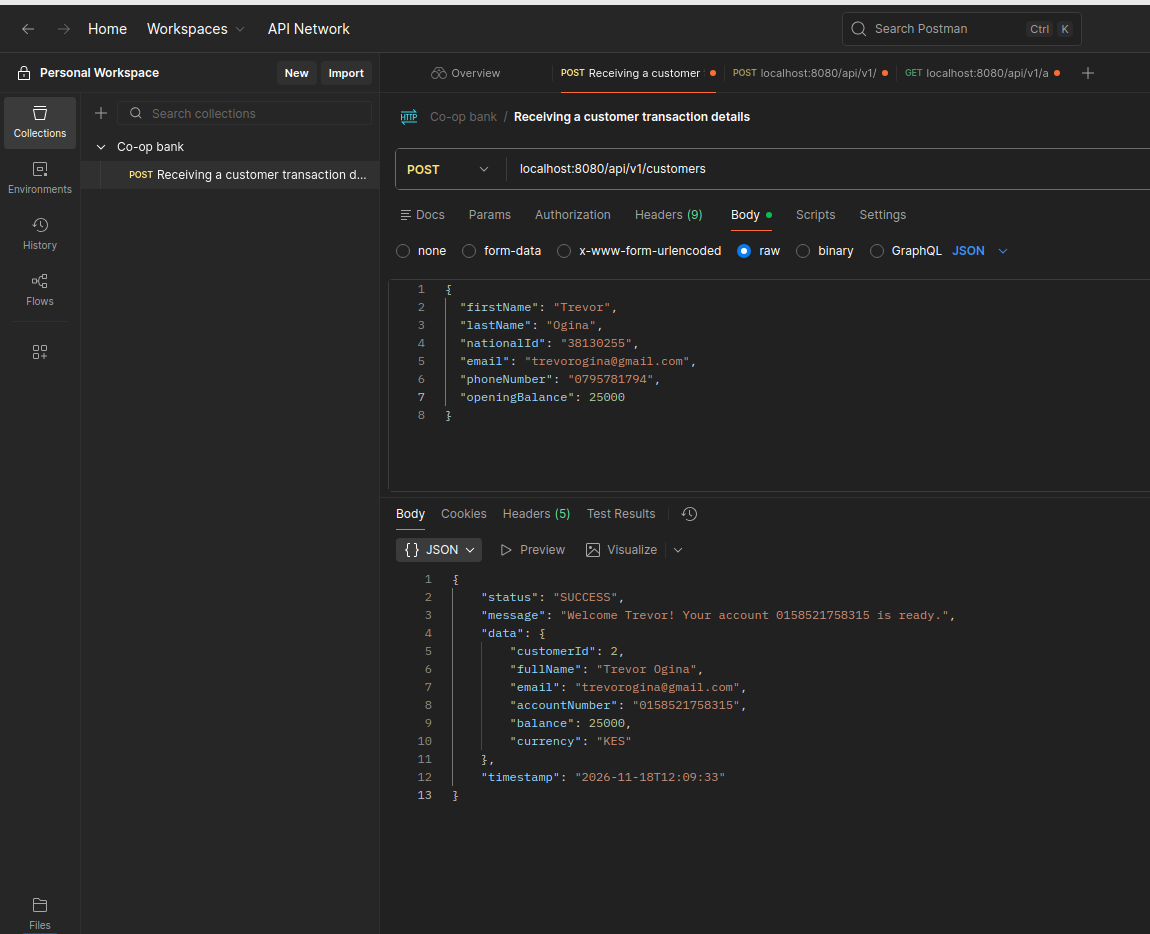 Home Workspaces API Network Search Postman Ctrl K
Personal Workspace New Import
Overview POST Receiving a customer POST localhost:8080/api/v1/ GET localhost:8080/api/v1/a
Collections
Environments
History
Flows
Files
Search collections
Co-op bank
POST Receiving a customer transaction d...
HTTP Co-op bank / Receiving a customer transaction details
POST localhost:8080/api/v1/customers
Docs Params Authorization Headers (9) Body Scripts Settings
none form-data x-www-form-urlencoded raw binary GraphQL JSON
1 {
2 "firstName": "Trevor",
3 "lastName": "Ogina",
4 "nationalId": "38130255",
5 "email": "trevorogina@gmail.com",
6 "phoneNumber": "0795781794",
7 "openingBalance": 25000
8 }
Body Cookies Headers (5) Test Results
{} JSON Preview Visualize
1 {
2 "status": "SUCCESS",
3 "message": "Welcome Trevor! Your account 0158521758315 is ready.",
4 "data": {
5 "customerId": 2,
6 "fullName": "Trevor Ogina",
7 "email": "trevorogina@gmail.com",
8 "accountNumber": "0158521758315",
9 "balance": 25000,
10 "currency": "KES"
11 },
12 "timestamp": "2026-11-18T12:09:33"
13 }